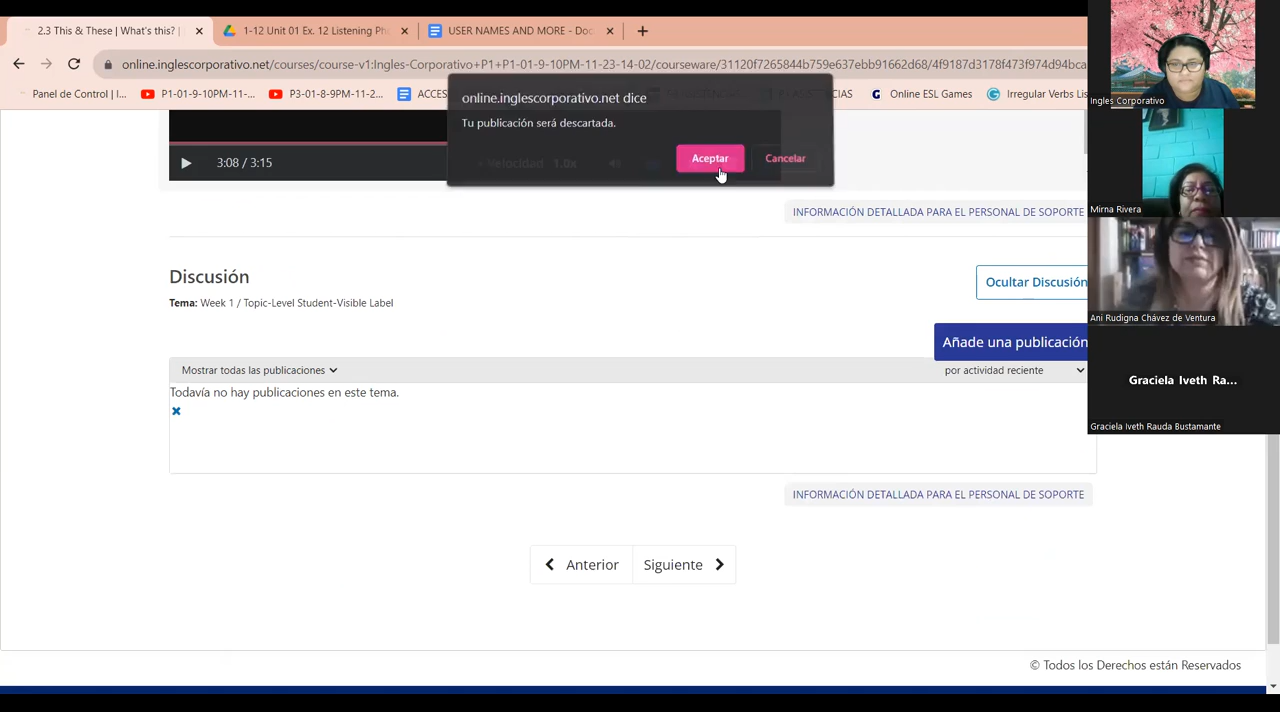 2.3 This & These | What's this? |
1-12 Unit 01 Ex. 12 Listening Ph
USER NAMES AND MORE - Doc
online.inglescorporativo.net/courses/course-v1:Ingles-Corporativo+P1+P1-01-9-10PM-11-23-14-02/courseware/31120f7265844b759e637ebb91662d68/4f9187d3178f473f974d94bca
Panel de Control | I...
P1-01-9-10PM-11-...
P3-01-8-9PM-11-2...
ACCES
ASISTENCIAS
Online ESL Games
Irregular Verbs Lis
online.inglescorporativo.net dice
Tu publicación será descartada.
Aceptar
Cancelar
3:08 / 3:15
Velocidad 1.0x
INFORMACIÓN DETALLADA PARA EL PERSONAL DE SOPORTE
Discusión
Ocultar Discusión
Tema: Week 1 / Topic-Level Student-Visible Label
Añade una publicación
Mostrar todas las publicaciones
por actividad reciente
Todavía no hay publicaciones en este tema.
INFORMACIÓN DETALLADA PARA EL PERSONAL DE SOPORTE
Anterior
Siguiente
© Todos los Derechos están Reservados
Ingles Corporativo
Mirna Rivera
Ani Rudigna Chávez de Ventura
Graciela Iveth Ra...
Graciela Iveth Rauda Bustamante